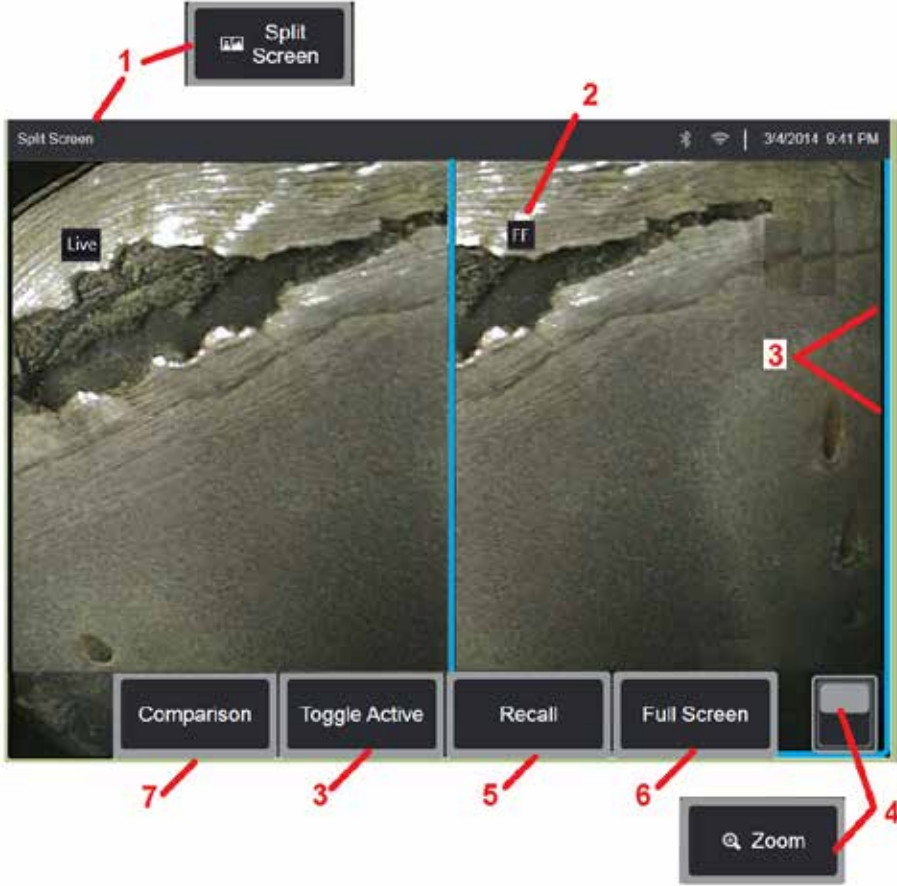 Split
Screen
1
2
Split Screen
3/4/2014 9:41 PM
Live
FF
3
Comparison
Toggle Active
Recall
Full Screen
7
3
5
6
4
Zoom